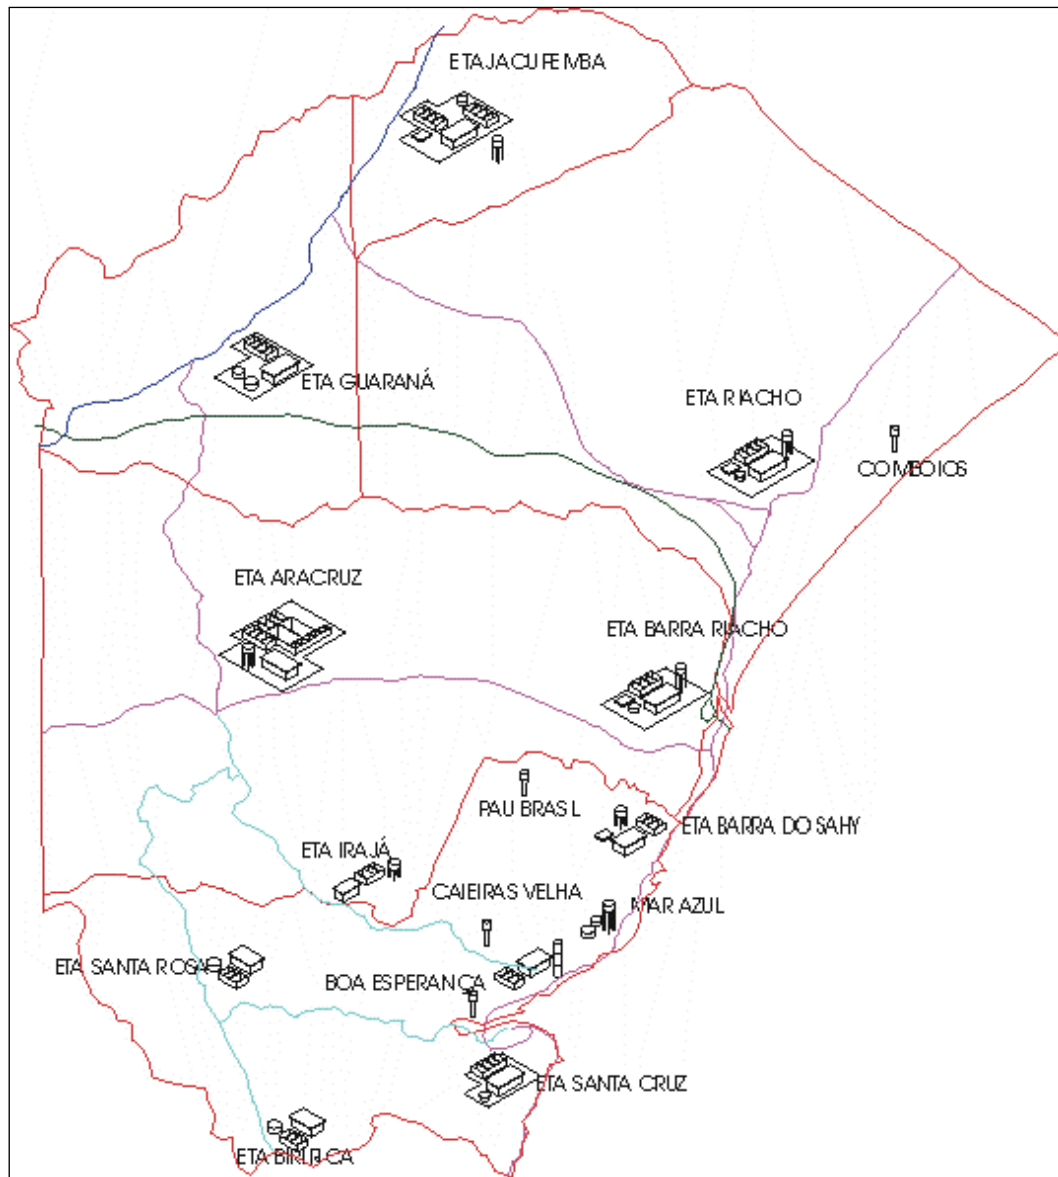 ETA JACUPEMBA
ETA GUARANÁ
ETA RIACHO
COMBOIOS
ETA ARACRUZ
ETA BARRA RIACHO
PAU BRASIL
ETA BARRA DO SAHY
ETA IRAJÁ
CAIEIRAS VELHA
MAR AZUL
ETA SANTA ROSA
BOA ESPERANÇA
ETA SANTA CRUZ
ETA BIRIRICA